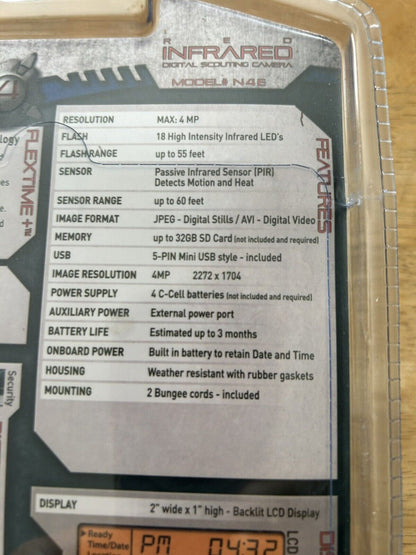 RED
INFRARED
DIGITAL SCOUTING CAMERA
MODEL# N4E
FLEXTIME+™
FEATURES
RESOLUTION MAX: 4 MP
FLASH 18 High Intensity Infrared LED's
FLASH RANGE up to 55 feet
SENSOR Passive Infrared Sensor (PIR)
Detects Motion and Heat
SENSOR RANGE up to 60 feet
IMAGE FORMAT JPEG - Digital Stills / AVI - Digital Video
MEMORY up to 32GB SD Card (not included and required)
USB 5-PIN Mini USB style - included
IMAGE RESOLUTION 4MP 2272 x 1704
POWER SUPPLY 4 C-Cell batteries (not included and required)
AUXILIARY POWER External power port
BATTERY LIFE Estimated up to 3 months
ONBOARD POWER Built in battery to retain Date and Time
HOUSING Weather resistant with rubber gaskets
MOUNTING 2 Bungee cords - included
Security
DISPLAY 2" wide x 1" high - Backlit LCD Display
Ready
Time/Date
PM 04:32
LCD